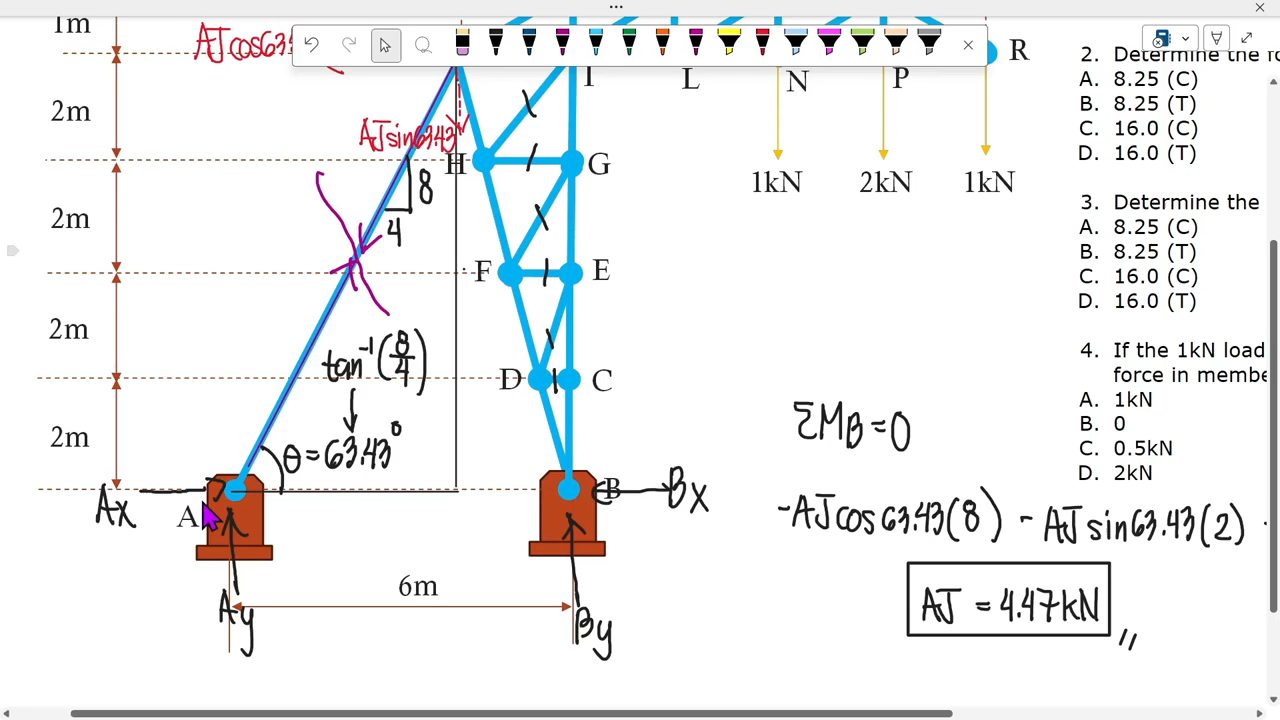 1m
AJcos63
R
2. Determine the fo
A. 8.25 (C)
B. 8.25 (T)
C. 16.0 (C)
D. 16.0 (T)
I
L
N
P
2m
AJsin63.43
H
G
1kN
2kN
1kN
8
4
3. Determine the
A. 8.25 (C)
B. 8.25 (T)
C. 16.0 (C)
D. 16.0 (T)
2m
F
E
2m
tan⁻¹(8/4)
D
C
4. If the 1kN load
force in membe
A. 1kN
B. 0
C. 0.5kN
D. 2kN
2m
θ = 63.43°
ΣMB = 0
Ax
A
B
Bx
-AJcos63.43(8) - AJsin63.43(2)
6m
Ay
By
AJ = 4.47kN